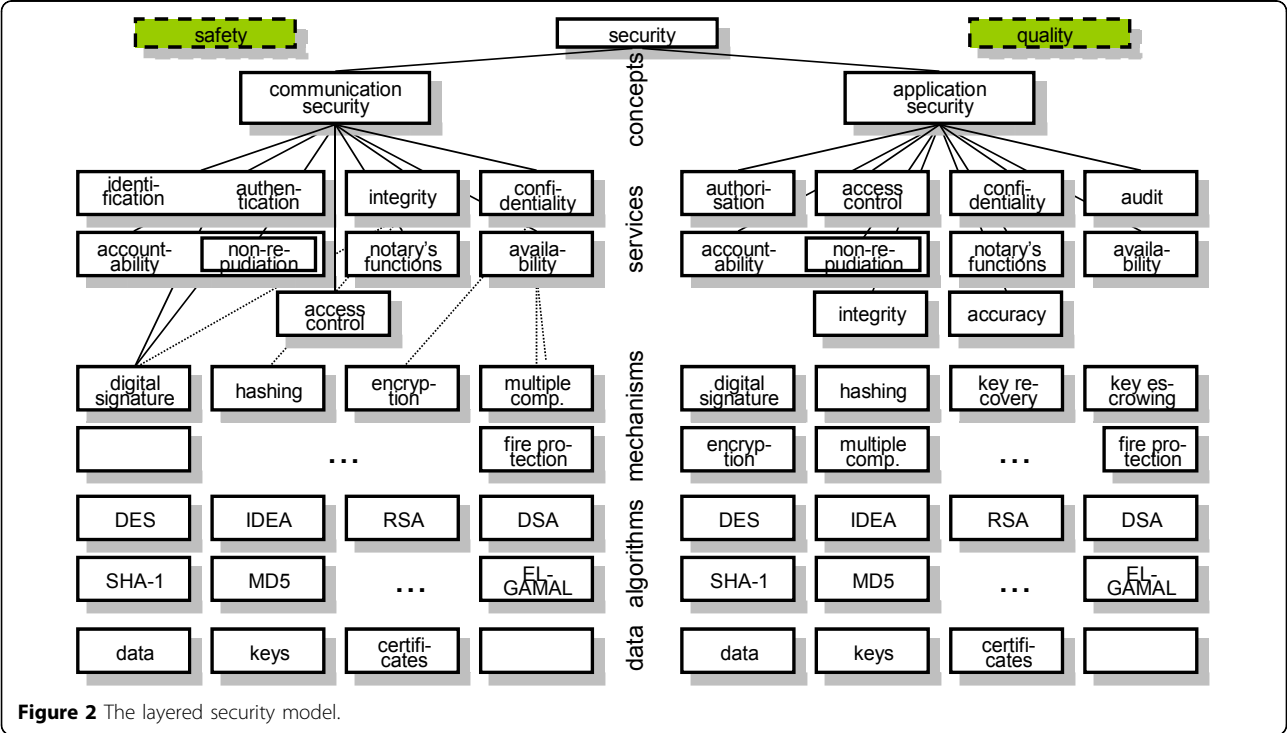 safety
security
quality
concepts
communication
security
application
security
services
identi-
fication
authen-
tication
integrity
confi-
dentiality
account-
ability
non-re-
pudiation
notary's
functions
availa-
bility
access
control
authori-
sation
access
control
confi-
dentiality
audit
account-
ability
non-re-
pudiation
notary's
functions
availa-
bility
integrity
accuracy
mechanisms
digital
signature
hashing
encryp-
tion
multiple
comp.
...
fire pro-
tection
digital
signature
hashing
key re-
covery
key es-
crowing
encryp-
tion
multiple
comp.
...
fire pro-
tection
algorithms
DES
IDEA
RSA
DSA
SHA-1
MD5
...
EL-
GAMAL
DES
IDEA
RSA
DSA
SHA-1
MD5
...
EL-
GAMAL
data
data
keys
certifi-
cates
data
keys
certifi-
cates
Figure 2 The layered security model.